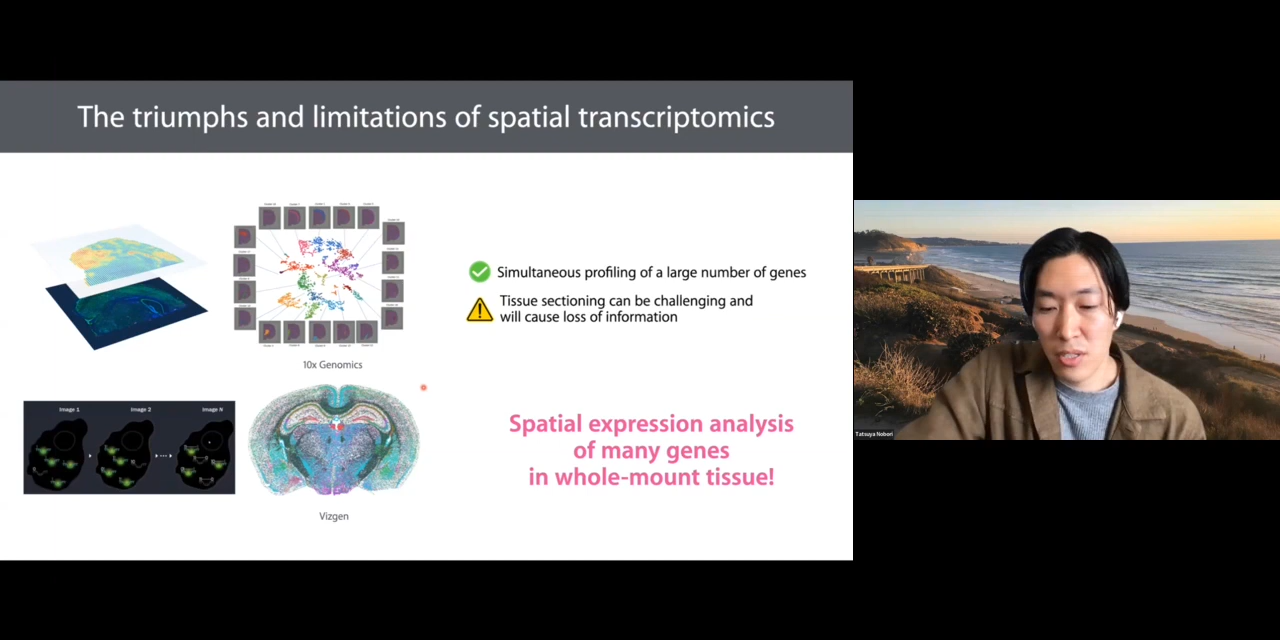 The triumphs and limitations of spatial transcriptomics
10x Genomics
Simultaneous profiling of a large number of genes
Tissue sectioning can be challenging and
will cause loss of information
Image 1
Image 2
Image N
Vizgen
Spatial expression analysis
of many genes
in whole-mount tissue!
Tatsuya Nobori